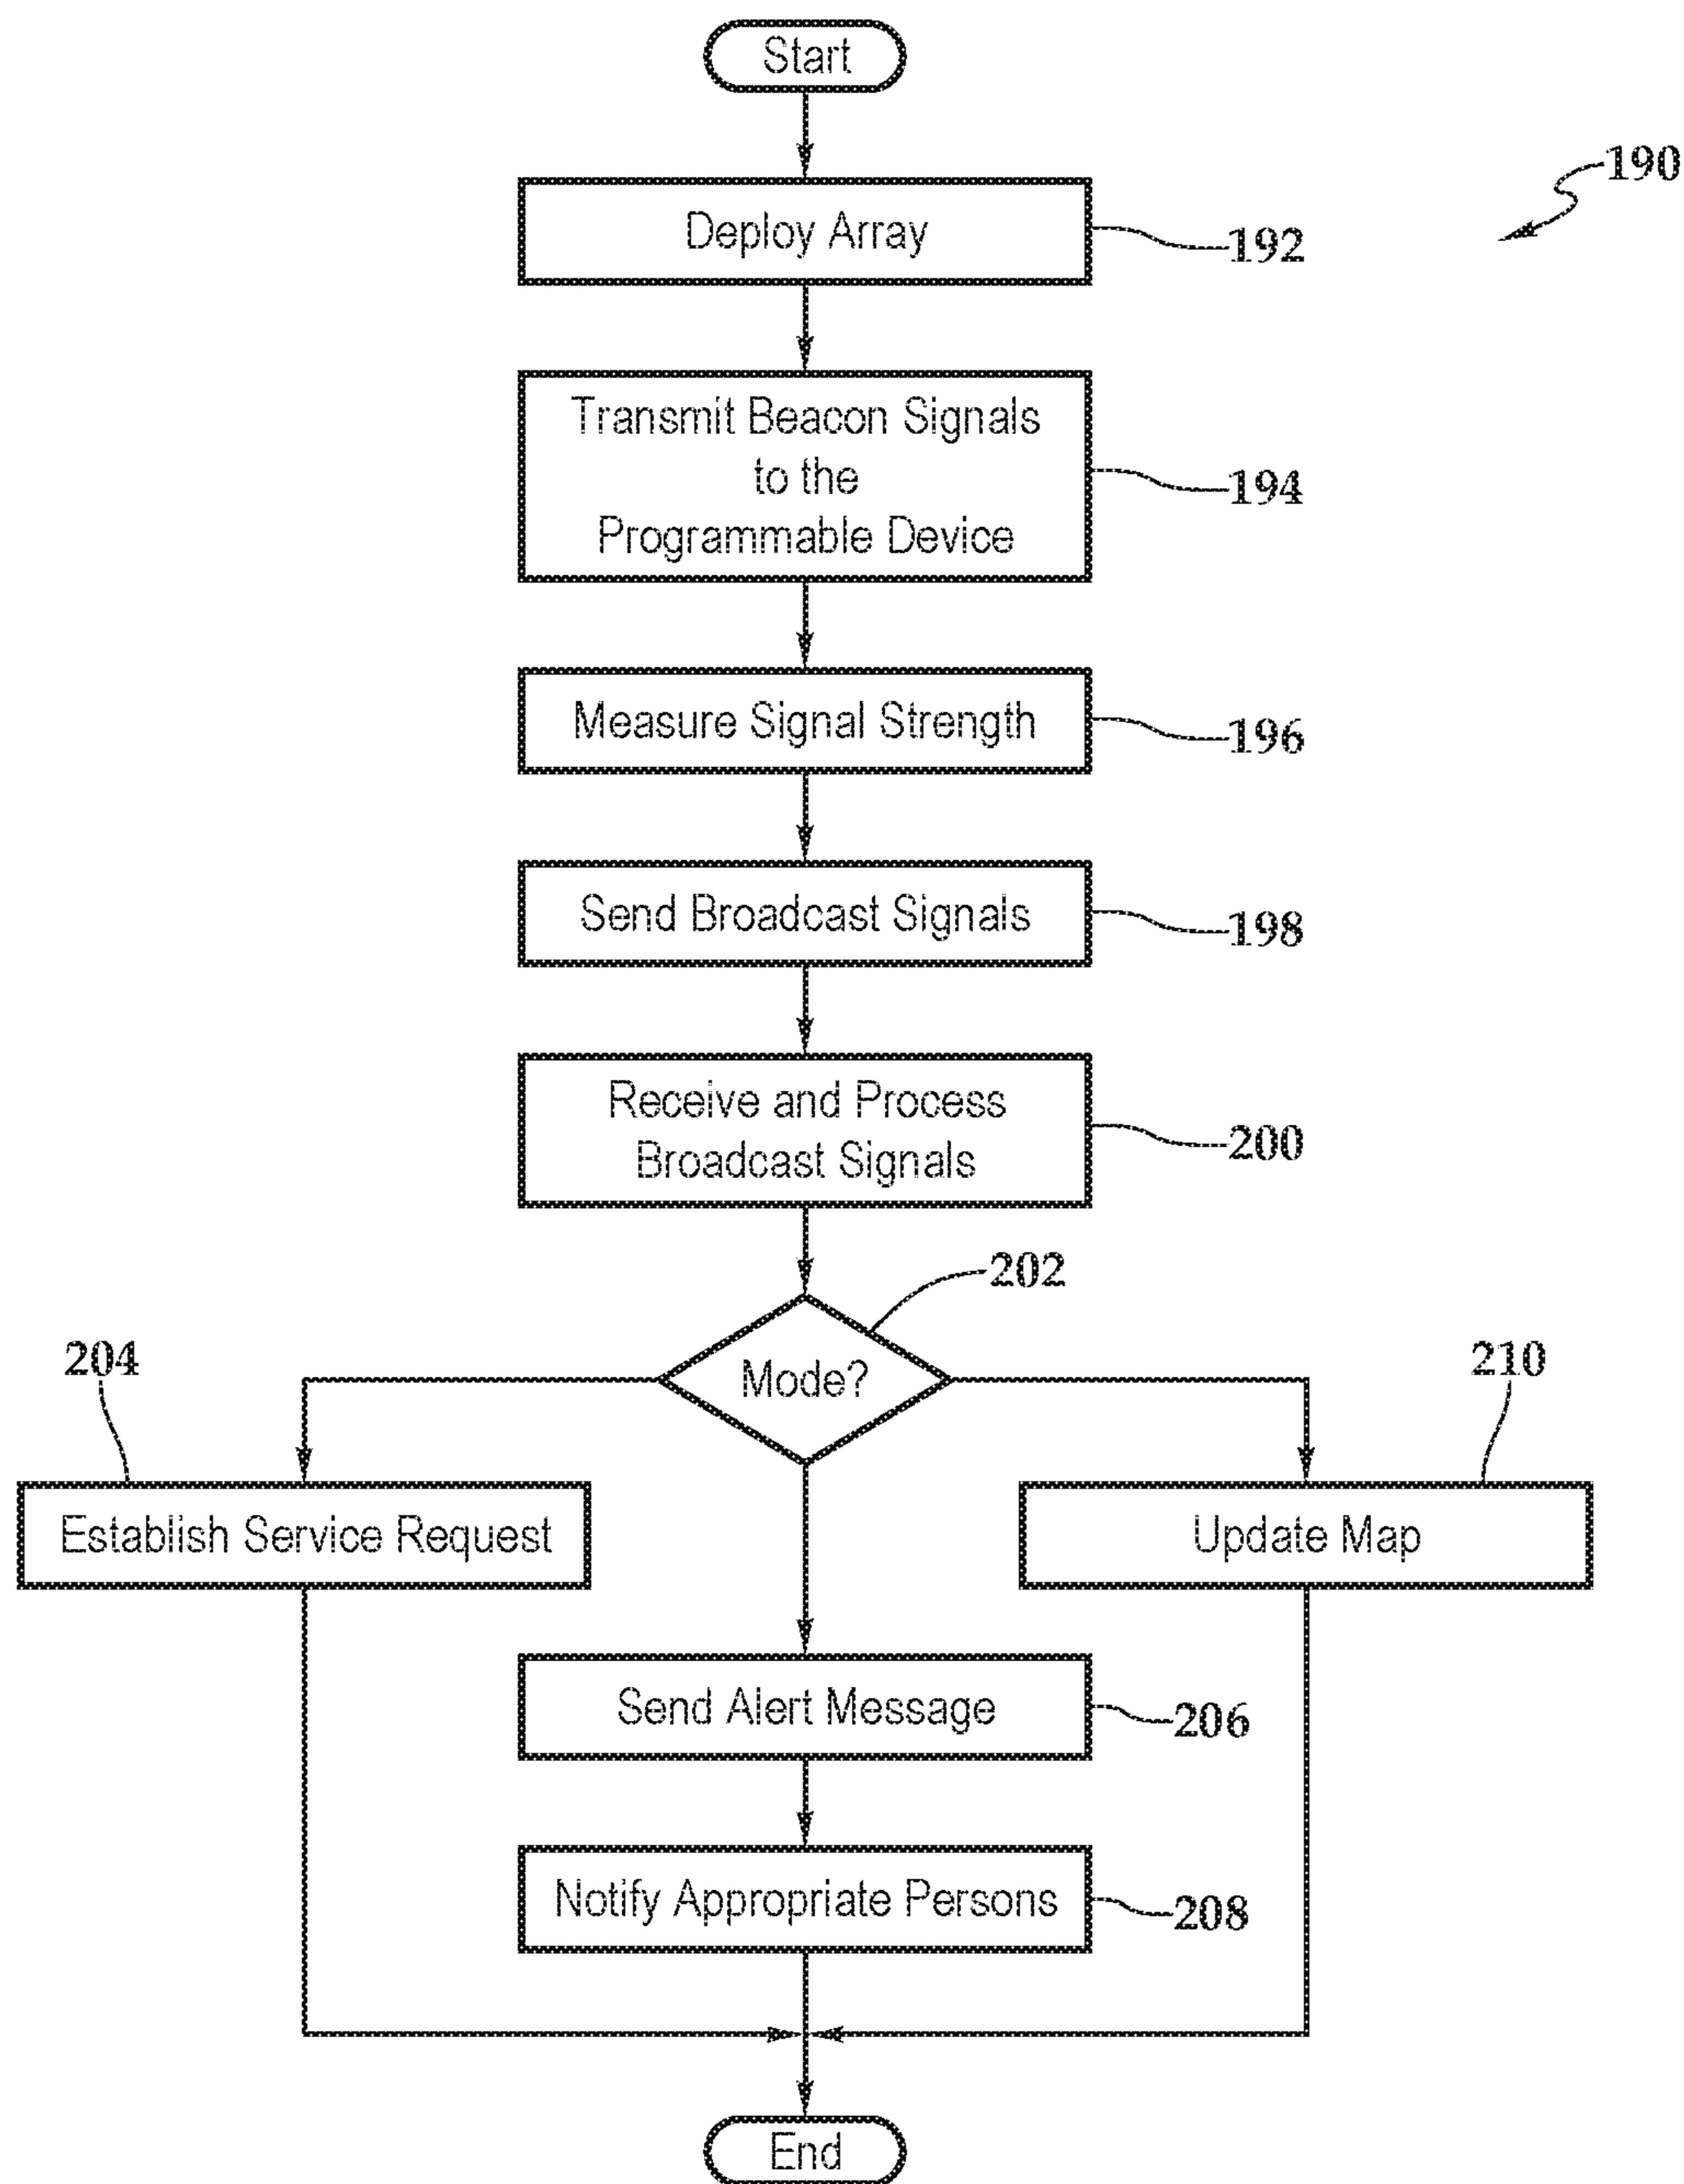 Start
190
Deploy Array
192
Transmit Beacon Signals
to the
Programmable Device
194
Measure Signal Strength
196
Send Broadcast Signals
198
Receive and Process
Broadcast Signals
200
202
Mode?
204
210
Establish Service Request
Update Map
Send Alert Message
206
Notify Appropriate Persons
208
End